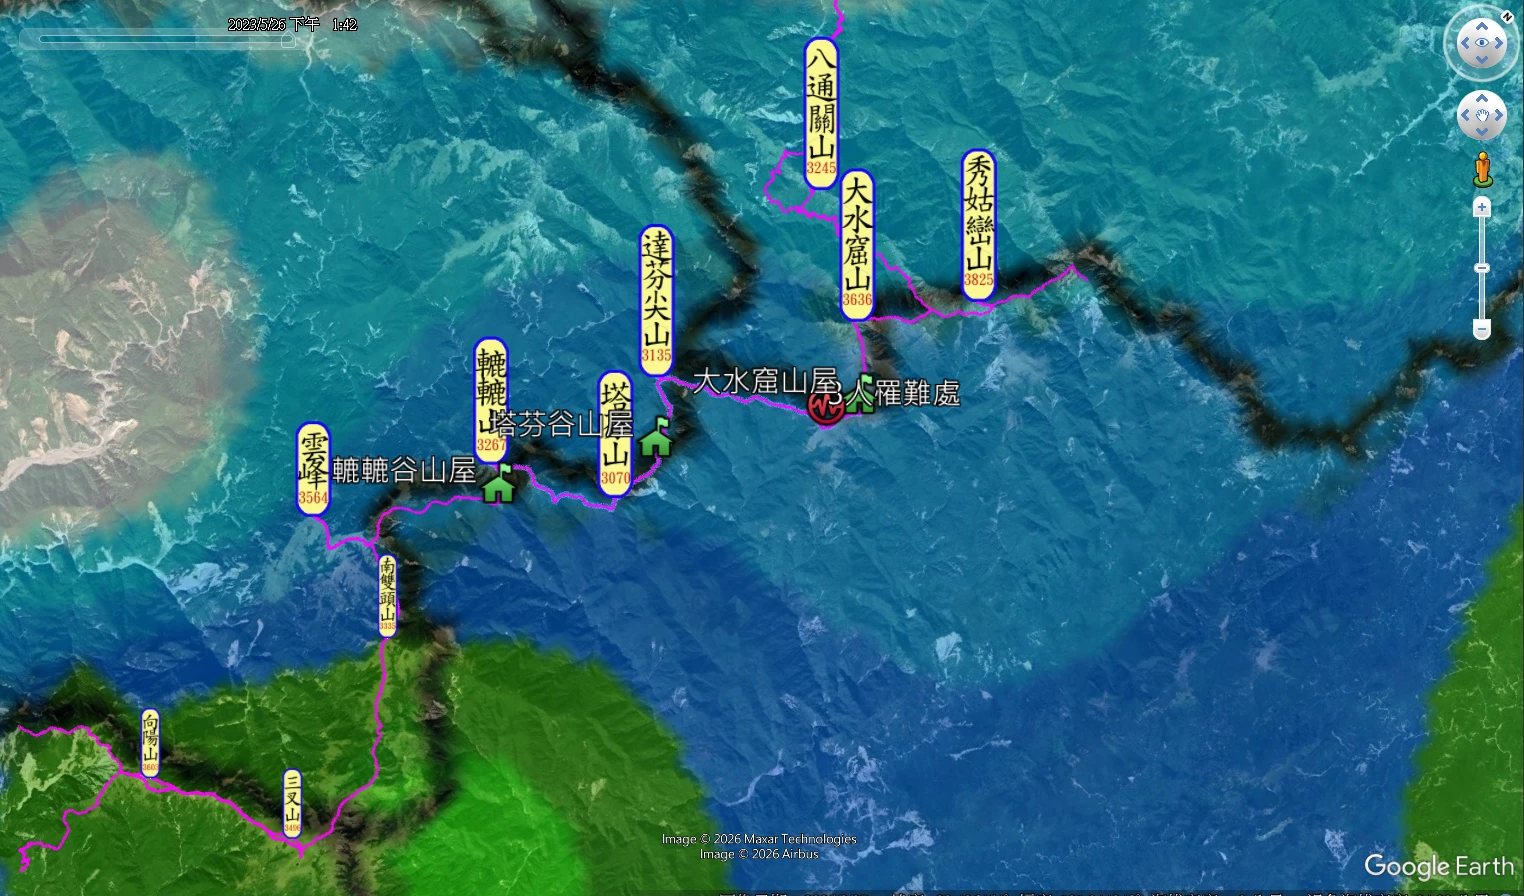 2023/5/26 下午 1:42
N
八通關山
3245
大水窟山
3636
秀姑巒山
3825
達芬尖山
3135
轆轆山
3267
塔山
3070
雲峰
3564
大水窟山屋
3人罹難處
塔芬谷山屋
轆轆谷山屋
南雙頭山
3335
向陽山
3603
三叉山
3496
Image © 2026 Maxar Technologies
Image © 2026 Airbus
Google Earth